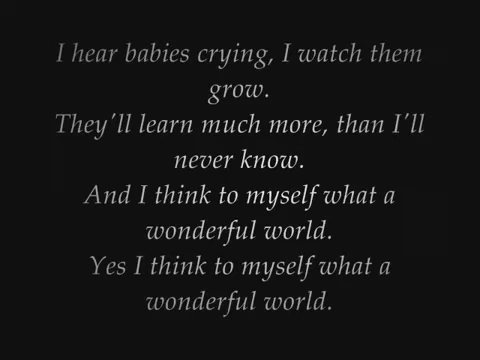 I hear babies crying, I watch them
grow.
They'll learn much more, than I'll
never know.
And I think to myself what a
wonderful world.
Yes I think to myself what a
wonderful world.